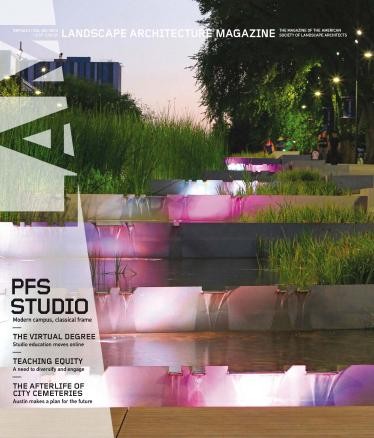 LAM
LANDSCAPE ARCHITECTURE MAGAZINE
THE MAGAZINE OF THE AMERICAN
SOCIETY OF LANDSCAPE ARCHITECTS
PFS
STUDIO
Modern campus, classical frame
THE VIRTUAL DEGREE
Studio education moves online
TEACHING EQUITY
A need to diversify and engage
THE AFTERLIFE OF
CITY CEMETERIES
Austin makes a plan for the future